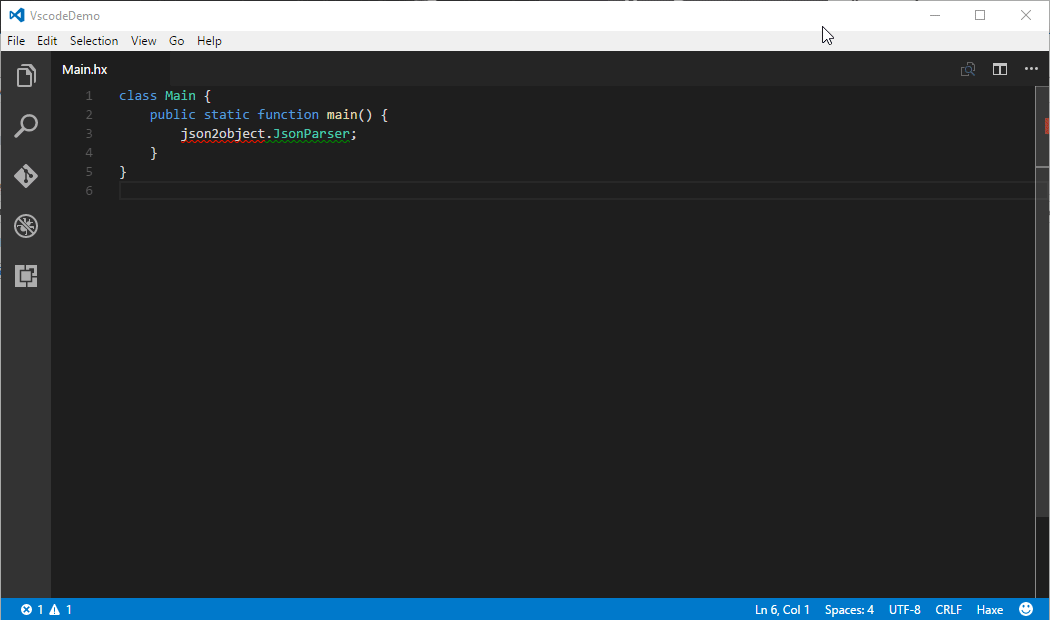 VscodeDemo
File Edit Selection View Go Help
Main.hx
1 class Main {
2     public static function main() {
3         json2object.JsonParser;
4     }
5 }
6
1 1 Ln 6, Col 1 Spaces: 4 UTF-8 CRLF Haxe